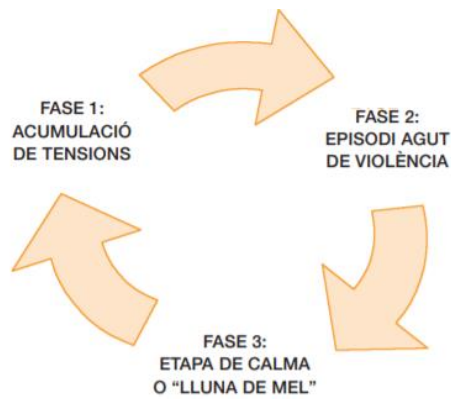 FASE 1:
ACUMULACIÓ
DE TENSIONS
FASE 2:
EPISODI AGUT
DE VIOLÈNCIA
FASE 3:
ETAPA DE CALMA
O “LLUNA DE MEL”